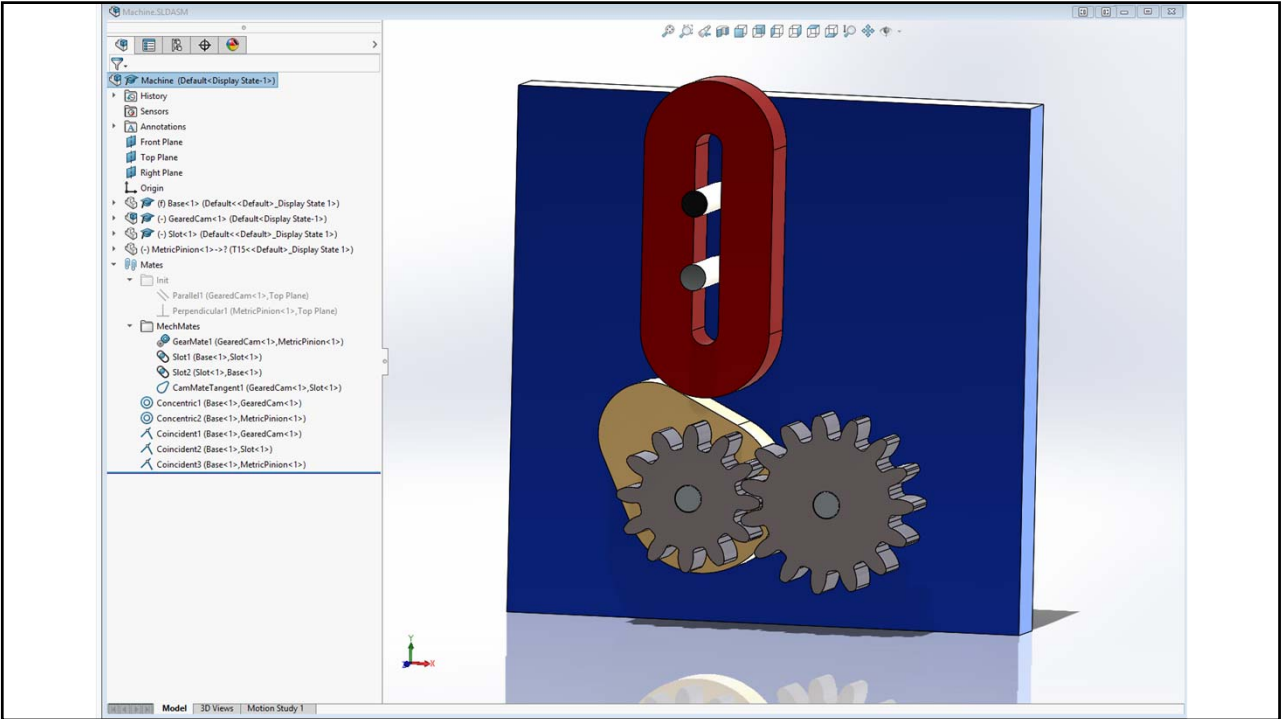 Machine.SLDASM
Machine (Default<Display State-1>)
History
Sensors
Annotations
Front Plane
Top Plane
Right Plane
Origin
(f) Base<1> (Default<<Default>_Display State 1>)
(-) GearedCam<1> (Default<Display State-1>)
(-) Slot<1> (Default<<Default>_Display State 1>)
(-) MetricPinion<1>->? (T15<<Default>_Display State 1>)
Mates
Init
Parallel1 (GearedCam<1>,Top Plane)
Perpendicular1 (MetricPinion<1>,Top Plane)
MechMates
GearMate1 (GearedCam<1>,MetricPinion<1>)
Slot1 (Base<1>,Slot<1>)
Slot2 (Slot<1>,Base<1>)
CamMateTangent1 (GearedCam<1>,Slot<1>)
Concentric1 (Base<1>,GearedCam<1>)
Concentric2 (Base<1>,MetricPinion<1>)
Coincident1 (Base<1>,GearedCam<1>)
Coincident2 (Base<1>,Slot<1>)
Coincident3 (Base<1>,MetricPinion<1>)
Y
X
Model 3D Views Motion Study 1